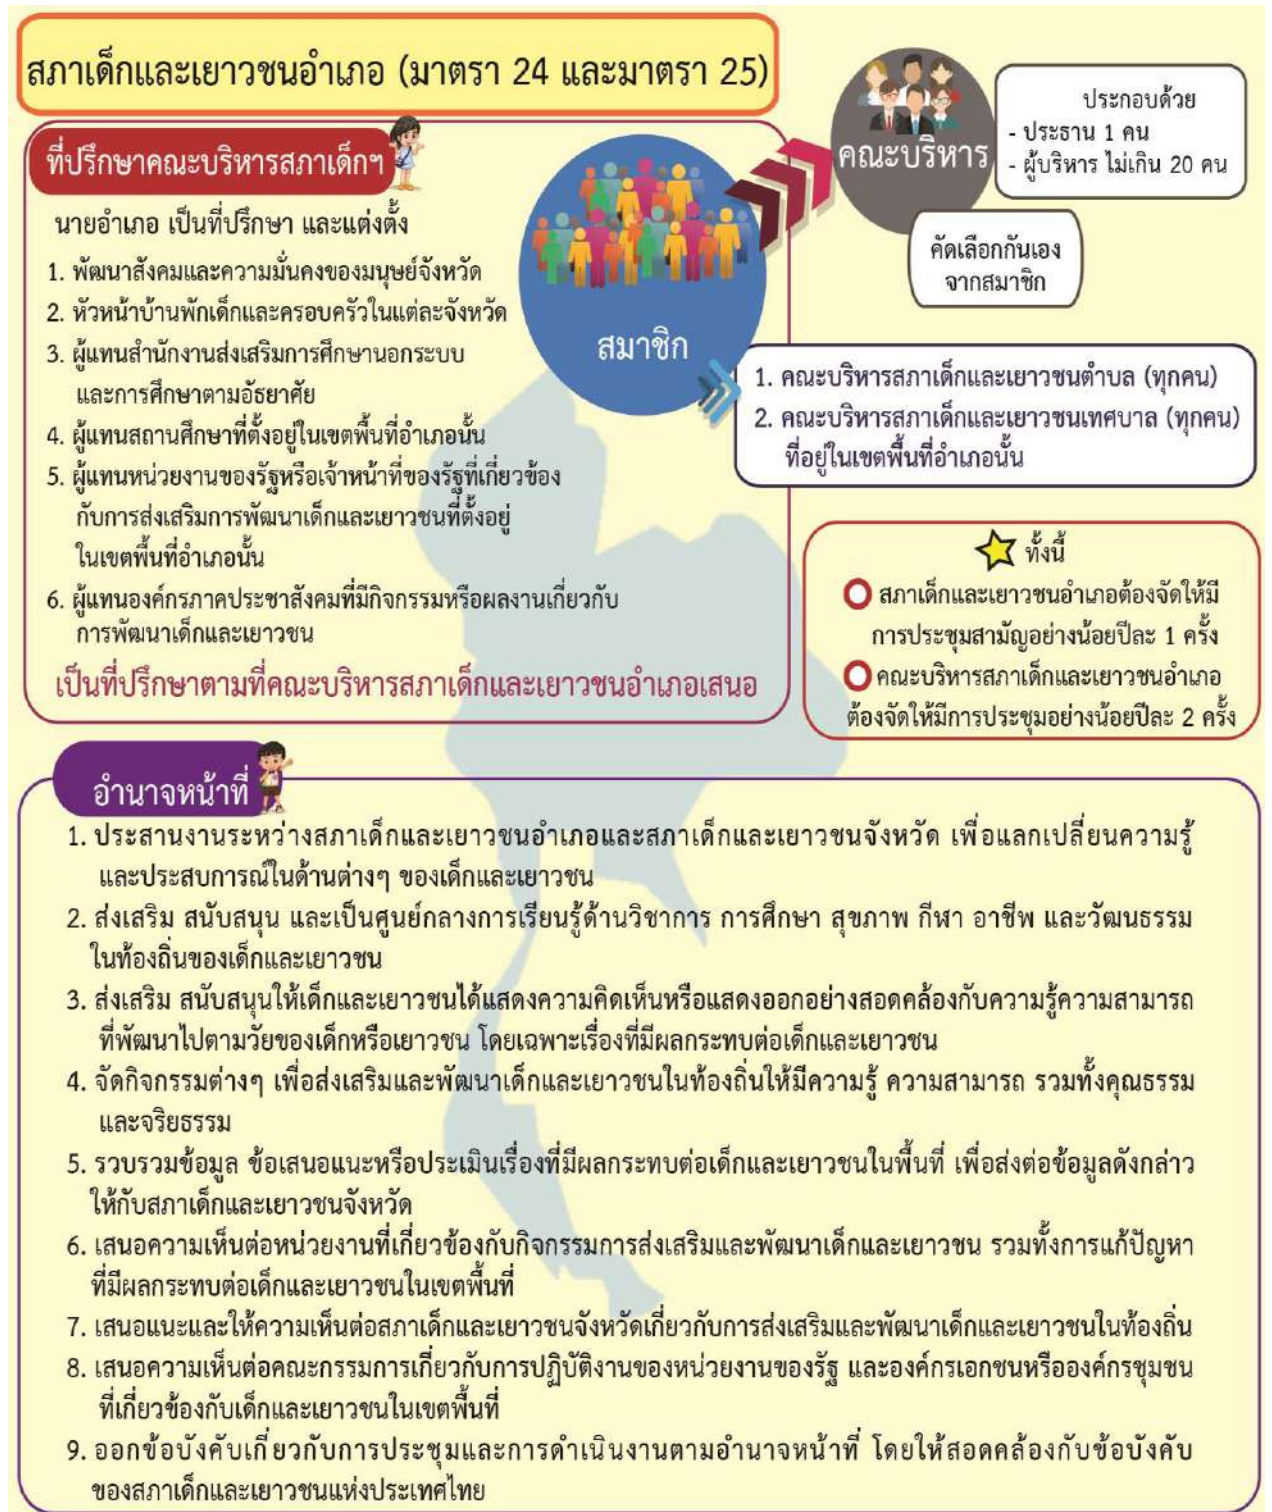 สภาเด็กและเยาวชนอำเภอ (มาตรา 24 และมาตรา 25)
ที่ปรึกษาคณะบริหารสภาเด็กฯ
นายอำเภอ เป็นที่ปรึกษา และแต่งตั้ง
1. พัฒนาสังคมและความมั่นคงของมนุษย์จังหวัด
2. หัวหน้าบ้านพักเด็กและครอบครัวในแต่ละจังหวัด
3. ผู้แทนสำนักงานส่งเสริมการศึกษานอกระบบ
และการศึกษาตามอัธยาศัย
4. ผู้แทนสถานศึกษาที่ตั้งอยู่ในเขตพื้นที่อำเภอนั้น
5. ผู้แทนหน่วยงานของรัฐหรือเจ้าหน้าที่ของรัฐที่เกี่ยวข้อง
กับการส่งเสริมการพัฒนาเด็กและเยาวชนที่ตั้งอยู่
ในเขตพื้นที่อำเภอนั้น
6. ผู้แทนองค์กรภาคประชาสังคมที่มีกิจกรรมหรือผลงานเกี่ยวกับ
การพัฒนาเด็กและเยาวชน
เป็นที่ปรึกษาตามที่คณะบริหารสภาเด็กและเยาวชนอำเภอเสนอ
สมาชิก
คณะบริหาร
ประกอบด้วย
- ประธาน 1 คน
- ผู้บริหาร ไม่เกิน 20 คน
คัดเลือกกันเอง
จากสมาชิก
1. คณะบริหารสภาเด็กและเยาวชนตำบล (ทุกคน)
2. คณะบริหารสภาเด็กและเยาวชนเทศบาล (ทุกคน)
ที่อยู่ในเขตพื้นที่อำเภอนั้น
ทั้งนี้
สภาเด็กและเยาวชนอำเภอต้องจัดให้มี
การประชุมสามัญอย่างน้อยปีละ 1 ครั้ง
คณะบริหารสภาเด็กและเยาวชนอำเภอ
ต้องจัดให้มีการประชุมอย่างน้อยปีละ 2 ครั้ง
อำนาจหน้าที่
1. ประสานงานระหว่างสภาเด็กและเยาวชนอำเภอและสภาเด็กและเยาวชนจังหวัด เพื่อแลกเปลี่ยนความรู้
และประสบการณ์ในด้านต่างๆ ของเด็กและเยาวชน
2. ส่งเสริม สนับสนุน และเป็นศูนย์กลางการเรียนรู้ด้านวิชาการ การศึกษา สุขภาพ กีฬา อาชีพ และวัฒนธรรม
ในท้องถิ่นของเด็กและเยาวชน
3. ส่งเสริม สนับสนุนให้เด็กและเยาวชนได้แสดงความคิดเห็นหรือแสดงออกอย่างสอดคล้องกับความรู้ความสามารถ
ที่พัฒนาไปตามวัยของเด็กหรือเยาวชน โดยเฉพาะเรื่องที่มีผลกระทบต่อเด็กและเยาวชน
4. จัดกิจกรรมต่างๆ เพื่อส่งเสริมและพัฒนาเด็กและเยาวชนในท้องถิ่นให้มีความรู้ ความสามารถ รวมทั้งคุณธรรม
และจริยธรรม
5. รวบรวมข้อมูล ข้อเสนอแนะหรือประเมินเรื่องที่มีผลกระทบต่อเด็กและเยาวชนในพื้นที่ เพื่อส่งต่อข้อมูลดังกล่าว
ให้กับสภาเด็กและเยาวชนจังหวัด
6. เสนอความเห็นต่อหน่วยงานที่เกี่ยวข้องกับกิจกรรมการส่งเสริมและพัฒนาเด็กและเยาวชน รวมทั้งการแก้ปัญหา
ที่มีผลกระทบต่อเด็กและเยาวชนในเขตพื้นที่
7. เสนอแนะและให้ความเห็นต่อสภาเด็กและเยาวชนจังหวัดเกี่ยวกับการส่งเสริมและพัฒนาเด็กและเยาวชนในท้องถิ่น
8. เสนอความเห็นต่อคณะกรรมการเกี่ยวกับการปฏิบัติงานของหน่วยงานของรัฐ และองค์กรเอกชนหรือองค์กรชุมชน
ที่เกี่ยวข้องกับเด็กและเยาวชนในเขตพื้นที่
9. ออกข้อบังคับเกี่ยวกับการประชุมและการดำเนินงานตามอำนาจหน้าที่ โดยให้สอดคล้องกับข้อบังคับ
ของสภาเด็กและเยาวชนแห่งประเทศไทย